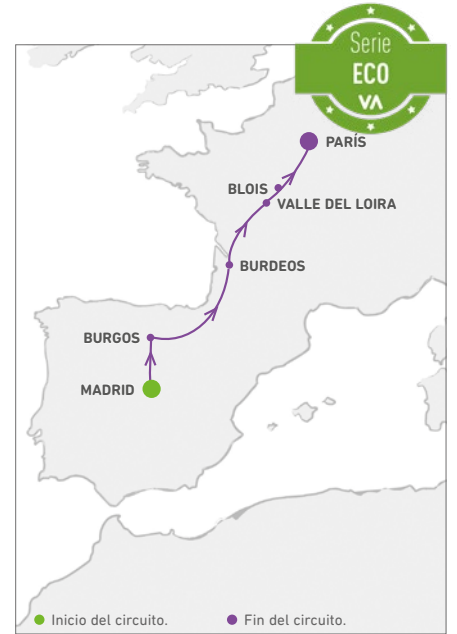 Serie
ECO
VA
PARÍS
BLOIS
VALLE DEL LOIRA
BURDEOS
BURGOS
MADRID
Inicio del circuito.
Fin del circuito.